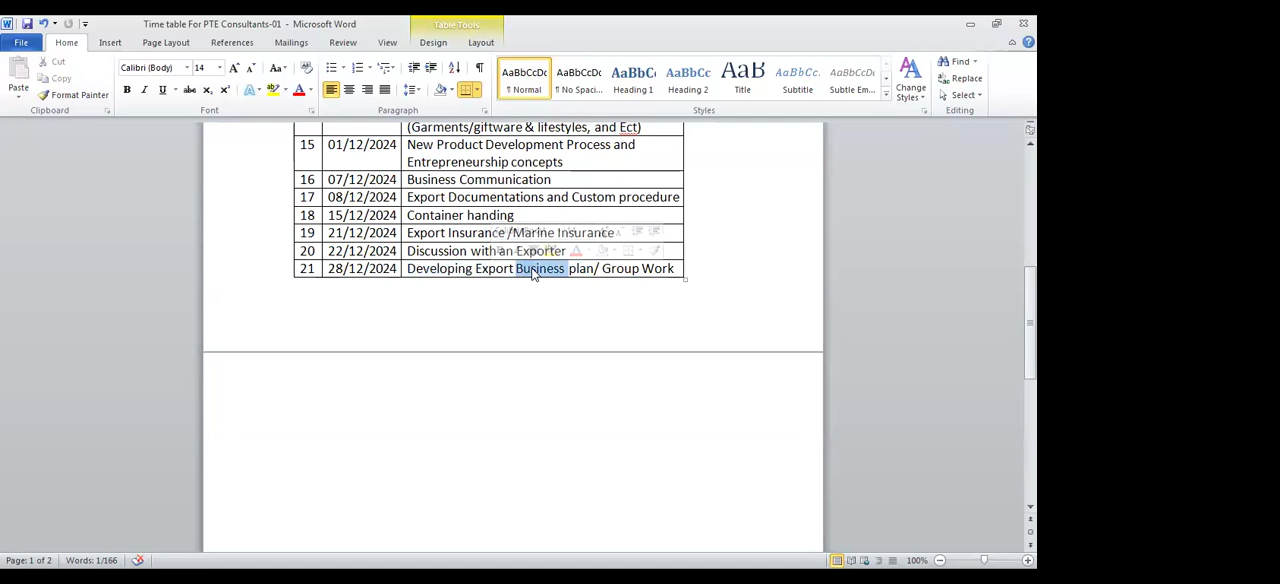 Time table For PTE Consultants-01 - Microsoft Word
Table Tools
File Home Insert Page Layout References Mailings Review View Design Layout
Cut
Copy
Paste
Format Painter
Clipboard
Calibri (Body) 14
Font
Paragraph
AaBbCcDc AaBbCcDc AaBbCc AaBbCc AaB AaBbCc. AaBbCcDc
¶ Normal ¶ No Spaci... Heading 1 Heading 2 Title Subtitle Subtle Em...
Styles
Change Styles
Find
Replace
Select
Editing
(Garments/giftware & lifestyles, and Ect)
15 01/12/2024 New Product Development Process and
Entrepreneurship concepts
16 07/12/2024 Business Communication
17 08/12/2024 Export Documentations and Custom procedure
18 15/12/2024 Container handing
19 21/12/2024 Export Insurance /Marine Insurance
20 22/12/2024 Discussion with an Exporter
21 28/12/2024 Developing Export Business plan/ Group Work
Page: 1 of 2 Words: 1/166 100%